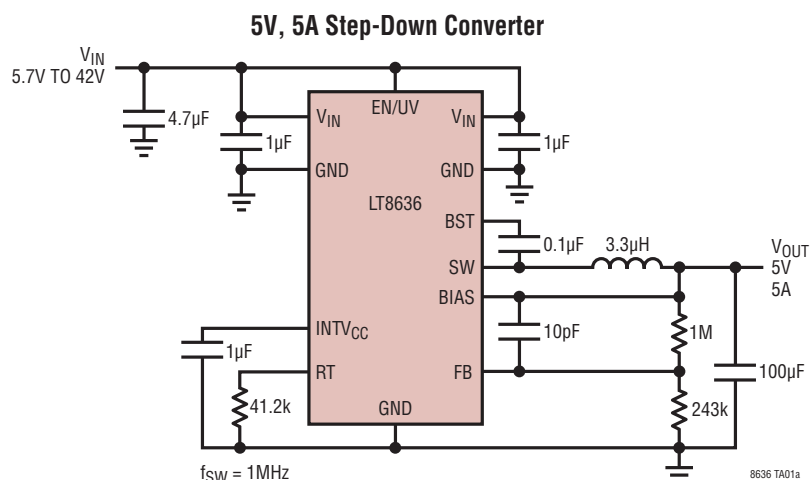 5V, 5A Step-Down Converter
VIN
5.7V TO 42V
4.7µF
1µF
VIN
EN/UV
VIN
1µF
GND
GND
LT8636
BST
0.1µF
3.3µH
SW
VOUT
5V
5A
BIAS
10pF
1M
INTVCC
1µF
RT
FB
100µF
41.2k
GND
243k
fSW = 1MHz
8636 TA01a